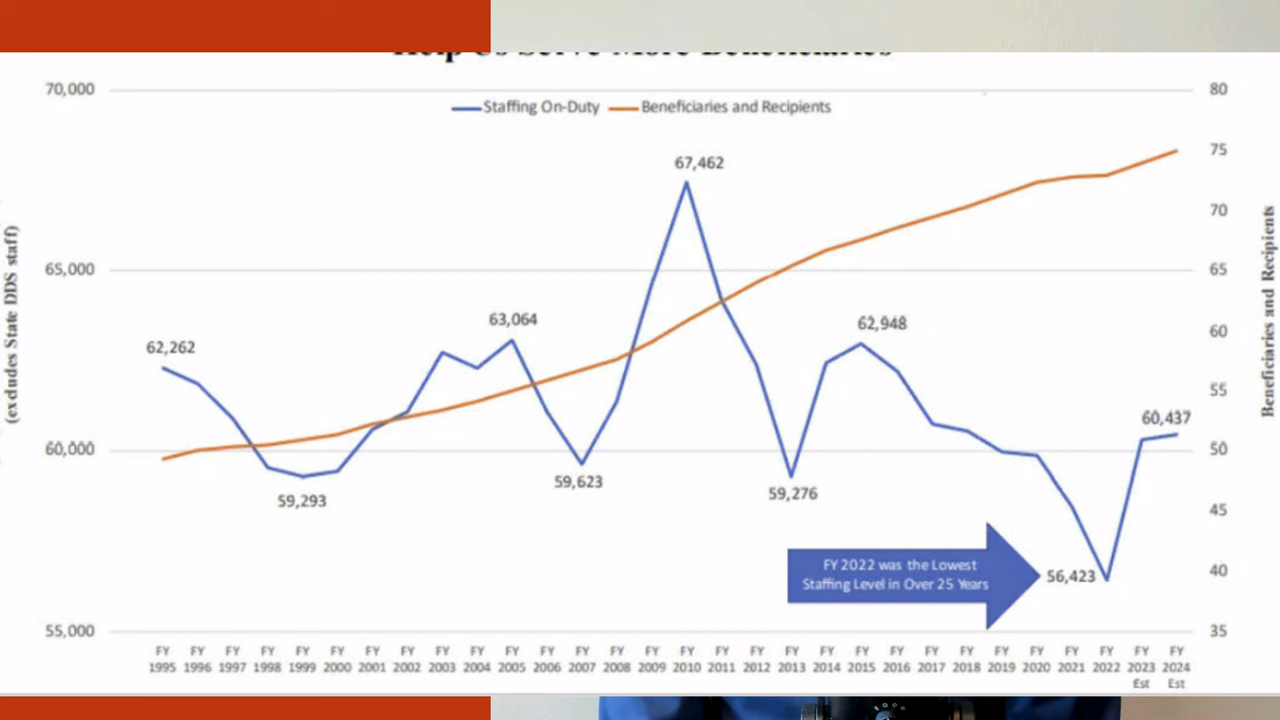 Help Us Serve More Beneficiaries
70,000
80
Staffing On-Duty
Beneficiaries and Recipients
75
67,462
70
65,000
65
63,064
62,948
60
62,262
55
60,437
60,000
50
59,293
59,623
59,276
45
FY 2022 was the Lowest
Staffing Level in Over 25 Years
56,423
40
55,000
35
(excludes State DDS staff)
Beneficiaries and Recipients
FY FY FY FY FY FY FY FY FY FY FY FY FY FY FY FY FY FY FY FY FY FY FY FY FY FY FY FY FY FY
1995 1996 1997 1998 1999 2000 2001 2002 2003 2004 2005 2006 2007 2008 2009 2010 2011 2012 2013 2014 2015 2016 2017 2018 2019 2020 2021 2022 2023 2024
Est Est